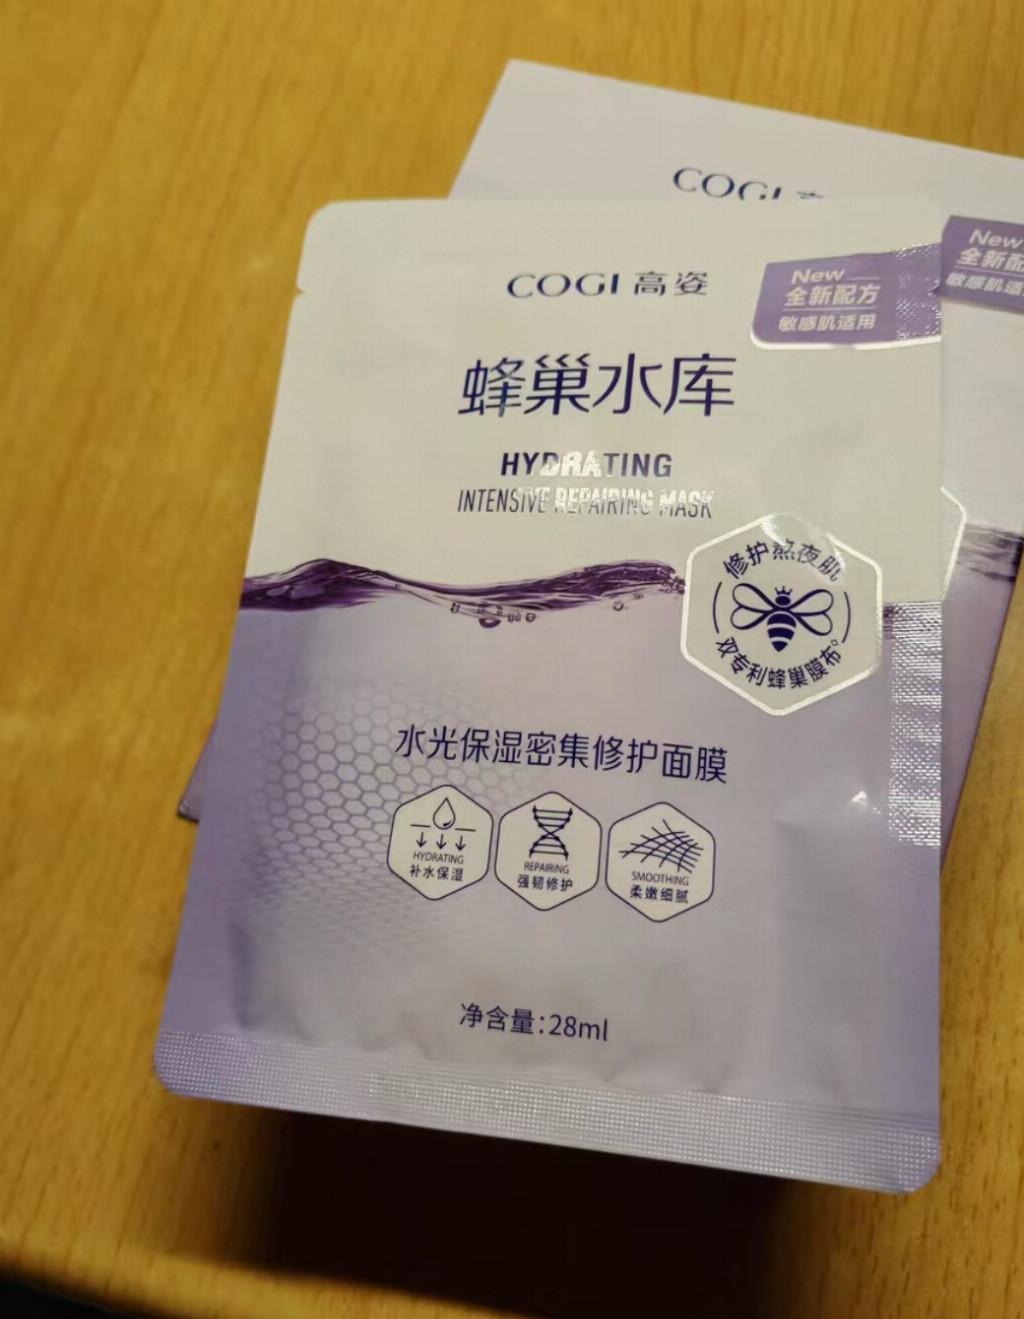 COGI 高
COGI 高姿
New
全新配方
敏感肌适用
New
全新配
敏感肌适
蜂巢水库
HYDRATING
INTENSIVE REPAIRING MASK
修护熬夜肌
双专利蜂巢膜布
水光保湿密集修护面膜
HYDRATING
补水保湿
REPAIRING
强韧修护
SMOOTHING
柔嫩细腻
净含量:28ml